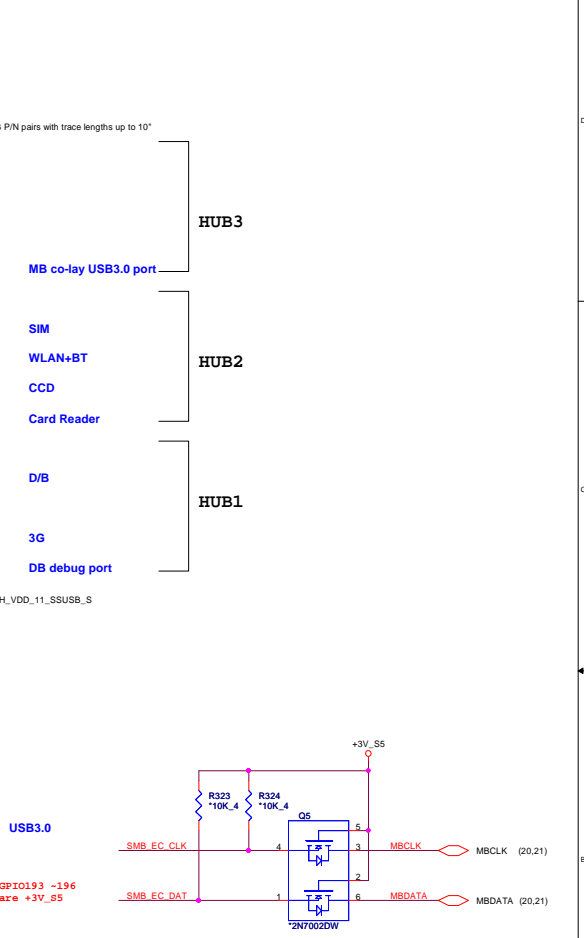 P/N pairs with trace lengths up to 10"
HUB3
MB co-lay USB3.0 port
SIM
WLAN+BT
HUB2
CCD
Card Reader
D/B
HUB1
3G
DB debug port
H_VDD_11_SSUSB_S
+3V_S5
R323
*10K_4
R324
*10K_4
Q5
USB3.0
5
SMB_EC_CLK
4
3
MBCLK
MBCLK (20,21)
2
GPIO193 ~196
are +3V_S5
SMB_EC_DAT
1
6
MBDATA
MBDATA (20,21)
*2N7002DW